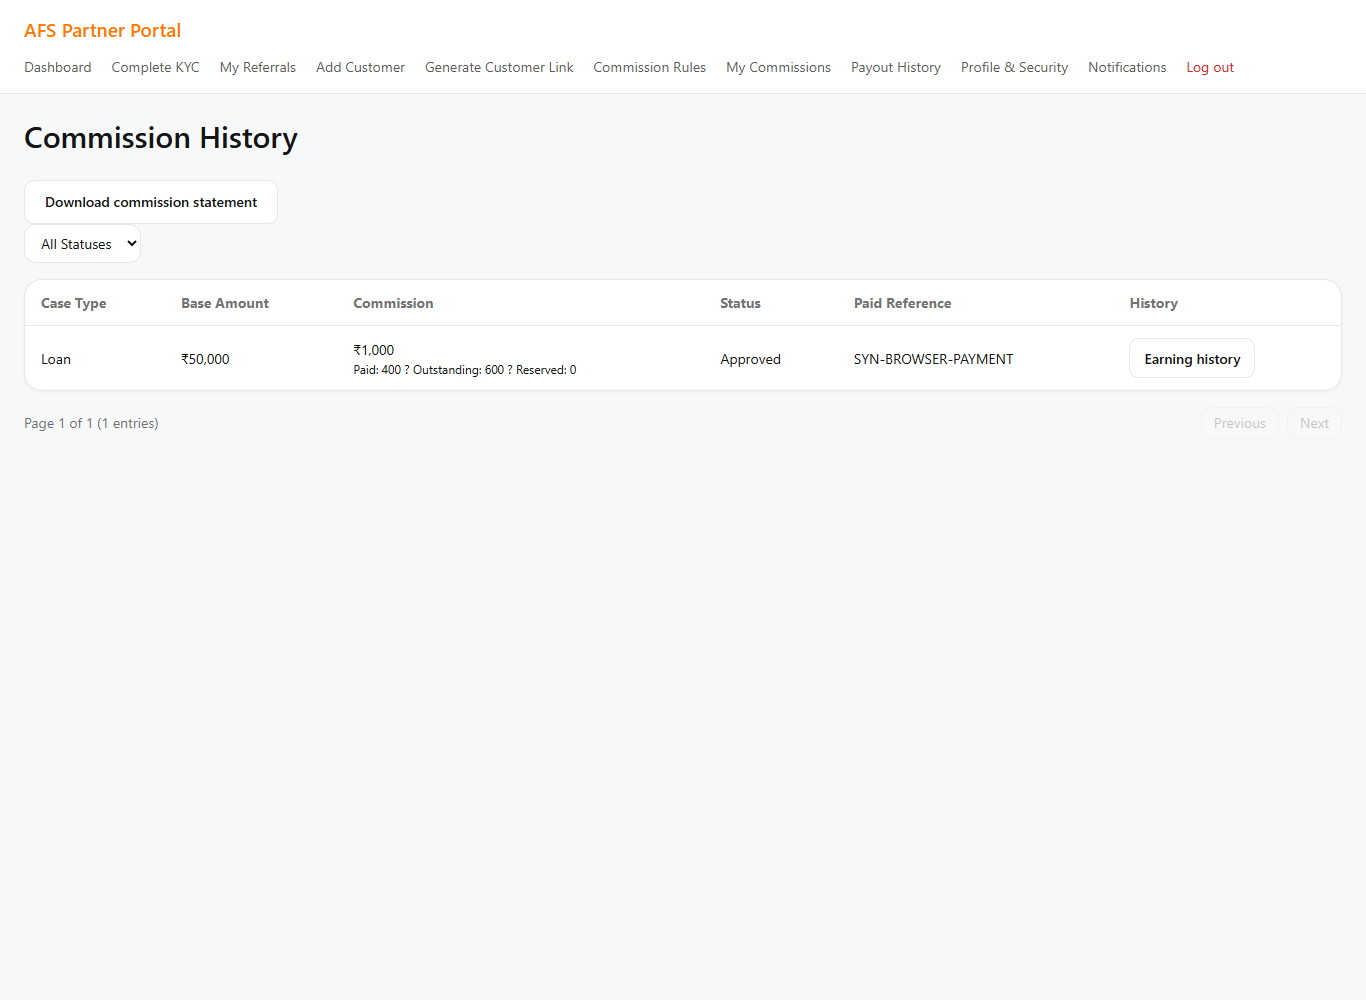 AFS Partner Portal
Dashboard Complete KYC My Referrals Add Customer Generate Customer Link Commission Rules My Commissions Payout History Profile & Security Notifications Log out
Commission History
Download commission statement
All Statuses
Case Type Base Amount Commission Status Paid Reference History
Loan ₹50,000 ₹1,000 Approved SYN-BROWSER-PAYMENT Earning history
Paid: 400 ? Outstanding: 600 ? Reserved: 0
Page 1 of 1 (1 entries) Previous Next